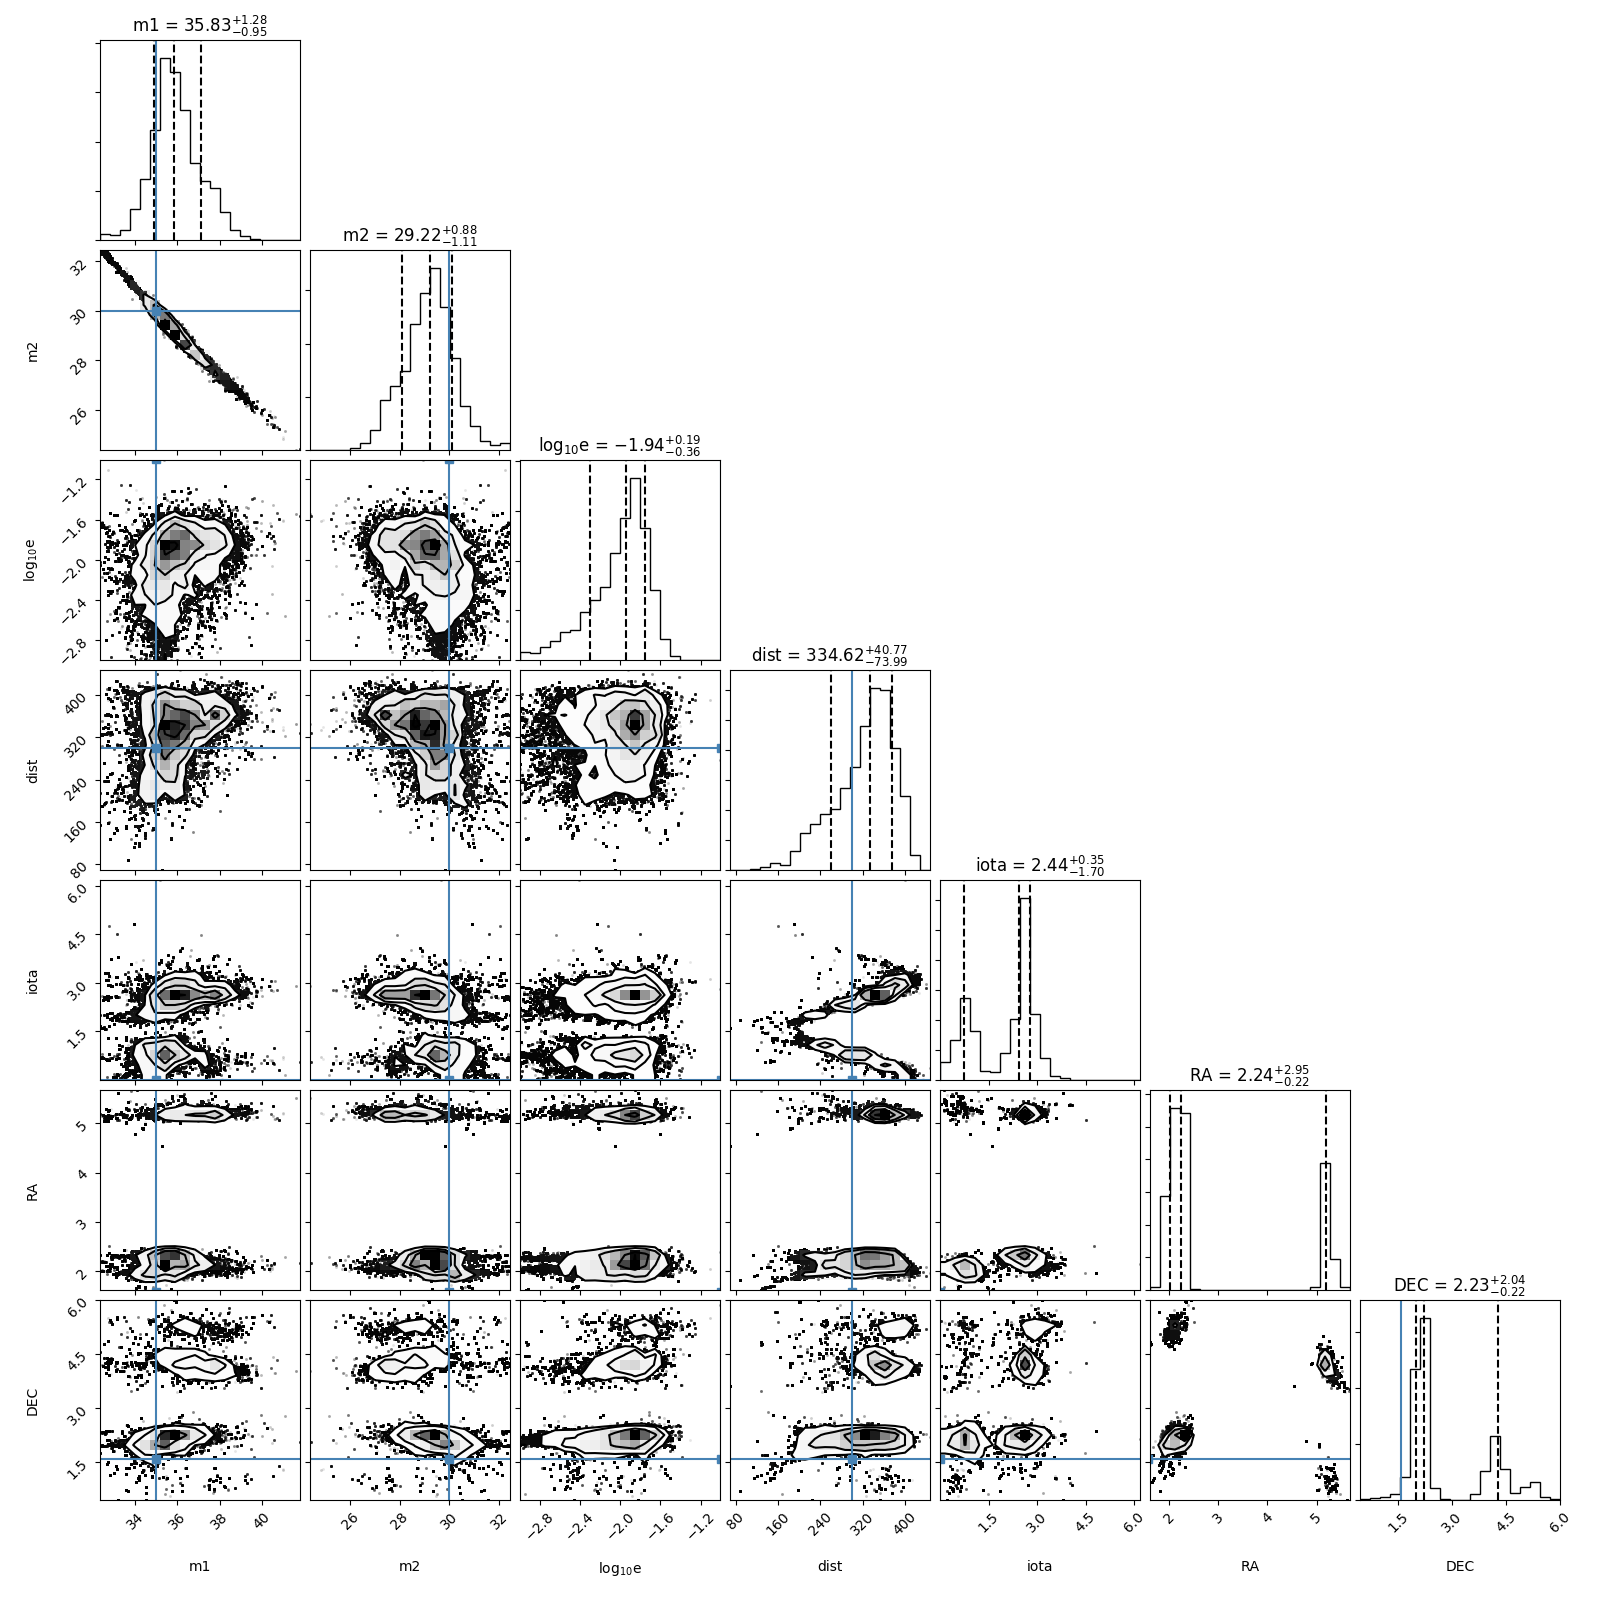 m1 = 35.83+1.28−0.95
m2 = 29.22+0.88−1.11
log10e = −1.94+0.19−0.36
dist = 334.62+40.77−73.99
iota = 2.44+0.35−1.70
RA = 2.24+2.95−0.22
DEC = 2.23+2.04−0.22
m2
32
30
28
26
log10e
−1.2
−1.6
−2.0
−2.4
−2.8
dist
400
320
240
160
80
iota
6.0
4.5
3.0
1.5
RA
5
4
3
2
DEC
6.0
4.5
3.0
1.5
34 36 38 40
26 28 30 32
−2.8 −2.4 −2.0 −1.6 −1.2
80 160 240 320 400
1.5 3.0 4.5 6.0
2 3 4 5
1.5 3.0 4.5 6.0
m1 m2 log10e dist iota RA DEC